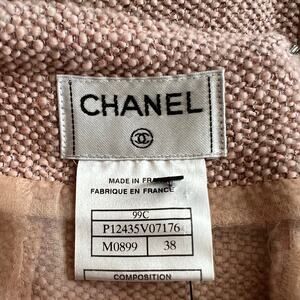 CHANEL
MADE IN FRANCE
FABRIQUE EN FRANCE
99C
P12435V07176
M0899 38
COMPOSITION